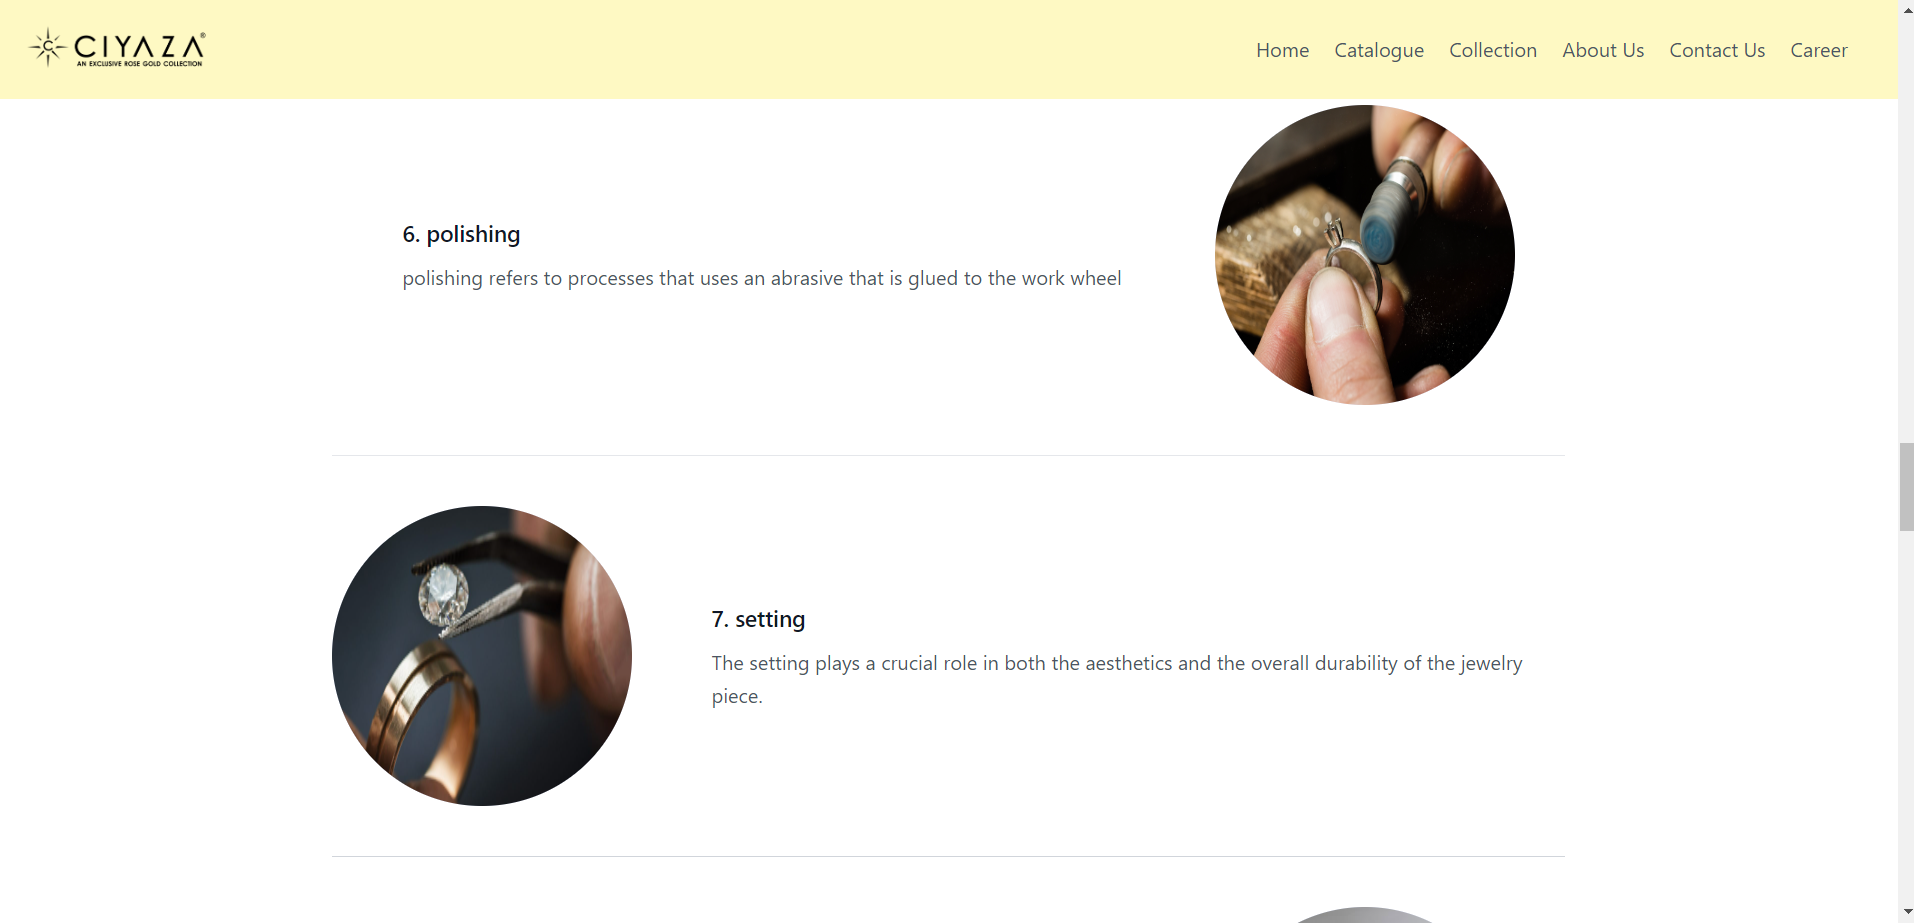 C CIYAZA®
AN EXCLUSIVE ROSE GOLD COLLECTION
Home Catalogue Collection About Us Contact Us Career
6. polishing
polishing refers to processes that uses an abrasive that is glued to the work wheel
7. setting
The setting plays a crucial role in both the aesthetics and the overall durability of the jewelry
piece.